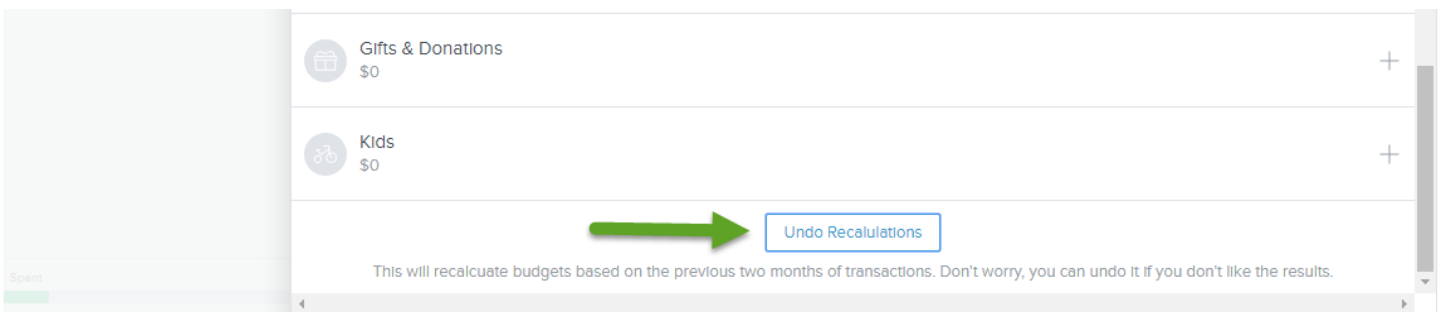 Gifts & Donations
$0
Kids
$0
Undo Recalulations
This will recalcuate budgets based on the previous two months of transactions. Don't worry, you can undo it if you don't like the results.
Spent